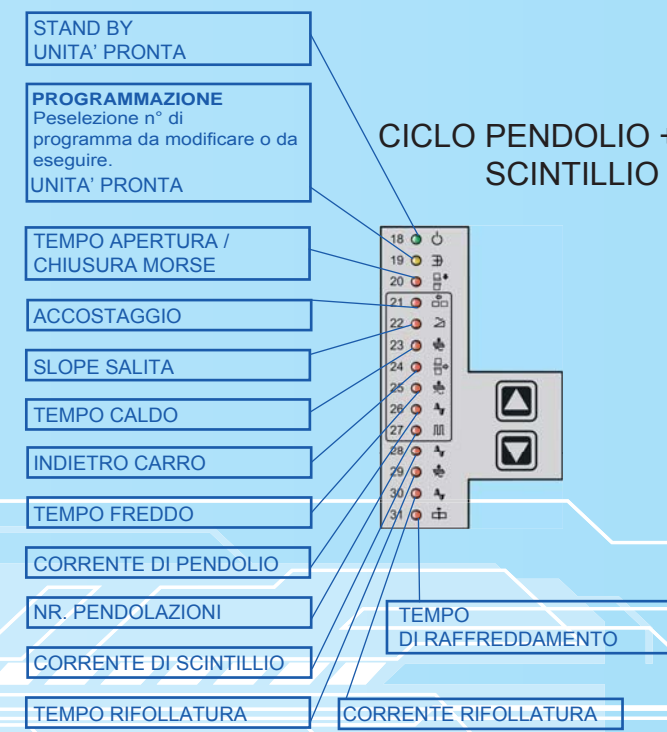 STAND BY
UNITA' PRONTA
PROGRAMMAZIONE
Peselezione n° di
programma da modificare o da
eseguire.
UNITA' PRONTA
CICLO PENDOLIO +
SCINTILLIO
TEMPO APERTURA /
CHIUSURA MORSE
ACCOSTAGGIO
SLOPE SALITA
TEMPO CALDO
INDIETRO CARRO
TEMPO FREDDO
CORRENTE DI PENDOLIO
NR. PENDOLAZIONI
CORRENTE DI SCINTILLIO
TEMPO RIFOLLATURA
18
19
20
21
22
23
24
25
26
27
28
29
30
31
TEMPO
DI RAFFREDDAMENTO
CORRENTE RIFOLLATURA